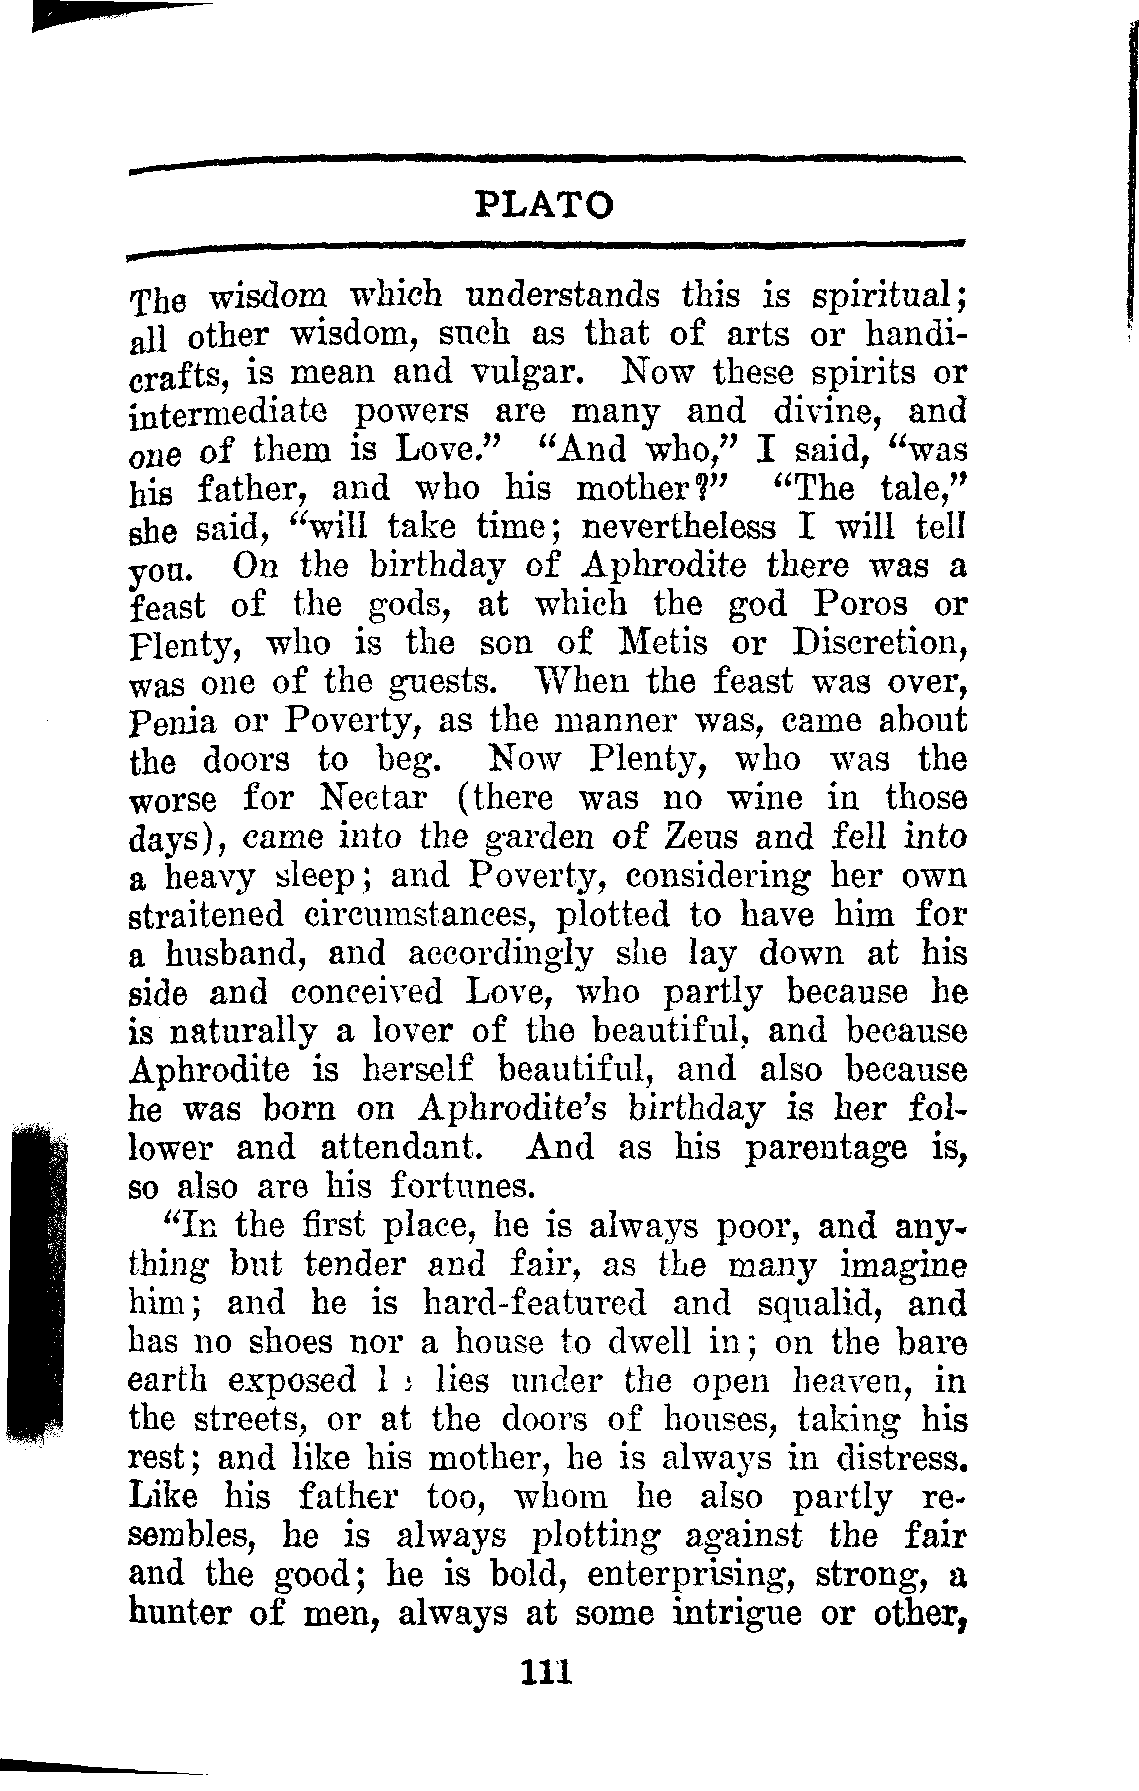 PLATO
The wisdom which understands this is spiritual;
all other wisdom, such as that of arts or handi-
crafts, is mean and vulgar. Now these spirits or
intermediate powers are many and divine, and
one of them is Love.” “And who,” I said, “was
his father, and who his mother?” “The tale,”
she said, “will take time; nevertheless I will tell
you. On the birthday of Aphrodite there was a
feast of the gods, at which the god Poros or
Plenty, who is the son of Metis or Discretion,
was one of the guests. When the feast was over,
Penia or Poverty, as the manner was, came about
the doors to beg. Now Plenty, who was the
worse for Nectar (there was no wine in those
days), came into the garden of Zeus and fell into
a heavy sleep; and Poverty, considering her own
straitened circumstances, plotted to have him for
a husband, and accordingly she lay down at his
side and conceived Love, who partly because he
is naturally a lover of the beautiful, and because
Aphrodite is herself beautiful, and also because
he was born on Aphrodite’s birthday is her fol-
lower and attendant. And as his parentage is,
so also are his fortunes.
“In the first place, he is always poor, and any-
thing but tender and fair, as the many imagine
him; and he is hard-featured and squalid, and
has no shoes nor a house to dwell in; on the bare
earth exposed lies under the open heaven, in
the streets, or at the doors of houses, taking his
rest; and like his mother, he is always in distress.
Like his father too, whom he also partly re-
sembles, he is always plotting against the fair
and the good; he is bold, enterprising, strong, a
hunter of men, always at some intrigue or other,
111